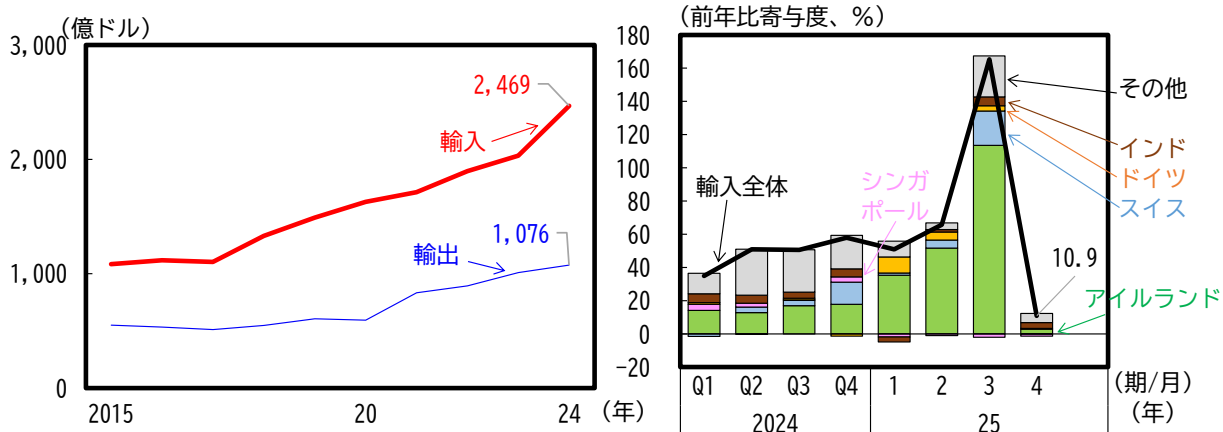 (億ドル)
3,000
2,000
1,000
0
2,469
輸入
1,076
輸出
2015
20
24
(年)
(前年比寄与度、%)
180
160
140
120
100
80
60
40
20
0
-20
輸入全体
シンガ
ポール
その他
インド
ドイツ
スイス
10.9
アイルランド
Q1
Q2
Q3
Q4
1
2
3
4
(期/月)
2024
25
(年)